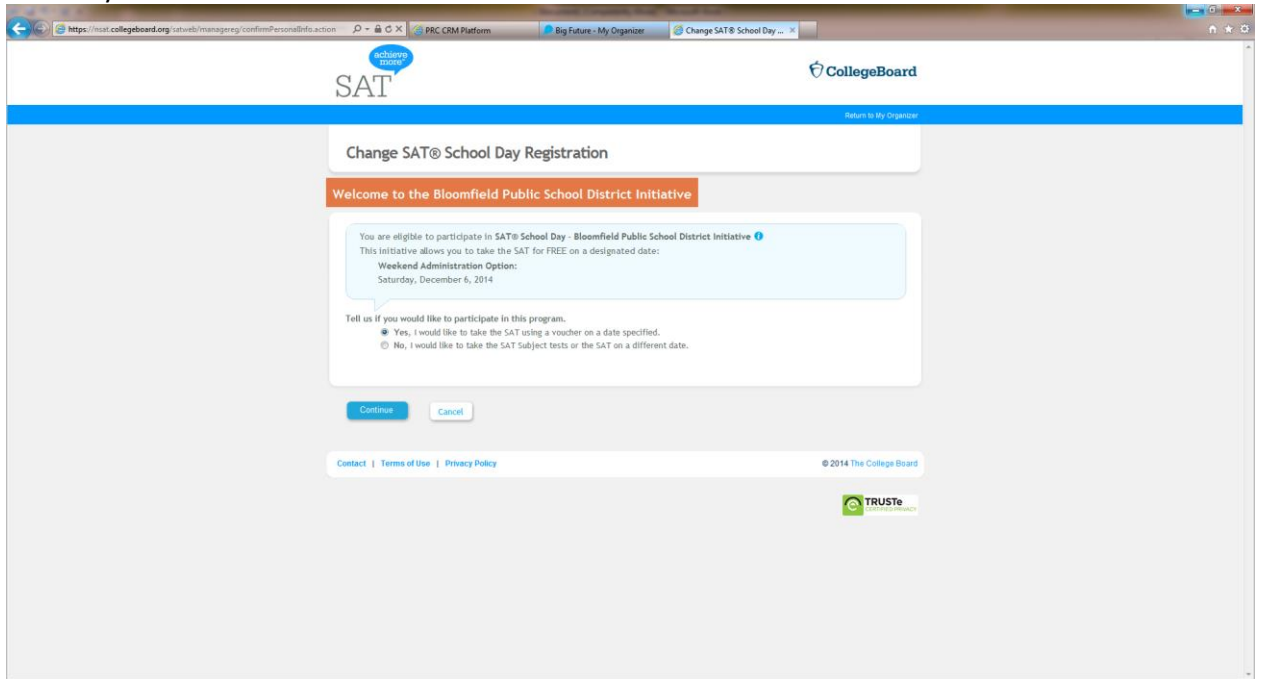 https://nsat.collegeboard.org/satweb/managereg/confirmPersonalInfo.action
PRC CRM Platform
Big Future - My Organizer
Change SAT® School Day ...
achieve
more
SAT
CollegeBoard
Return to My Organizer
Change SAT® School Day Registration
Welcome to the Bloomfield Public School District Initiative
You are eligible to participate in SAT® School Day - Bloomfield Public School District Initiative
This initiative allows you to take the SAT for FREE on a designated date:
Weekend Administration Option:
Saturday, December 6, 2014
Tell us if you would like to participate in this program.
Yes, I would like to take the SAT using a voucher on a date specified.
No, I would like to take the SAT Subject tests or the SAT on a different date.
Continue
Cancel
Contact | Terms of Use | Privacy Policy
© 2014 The College Board
TRUSTe
CERTIFIED PRIVACY